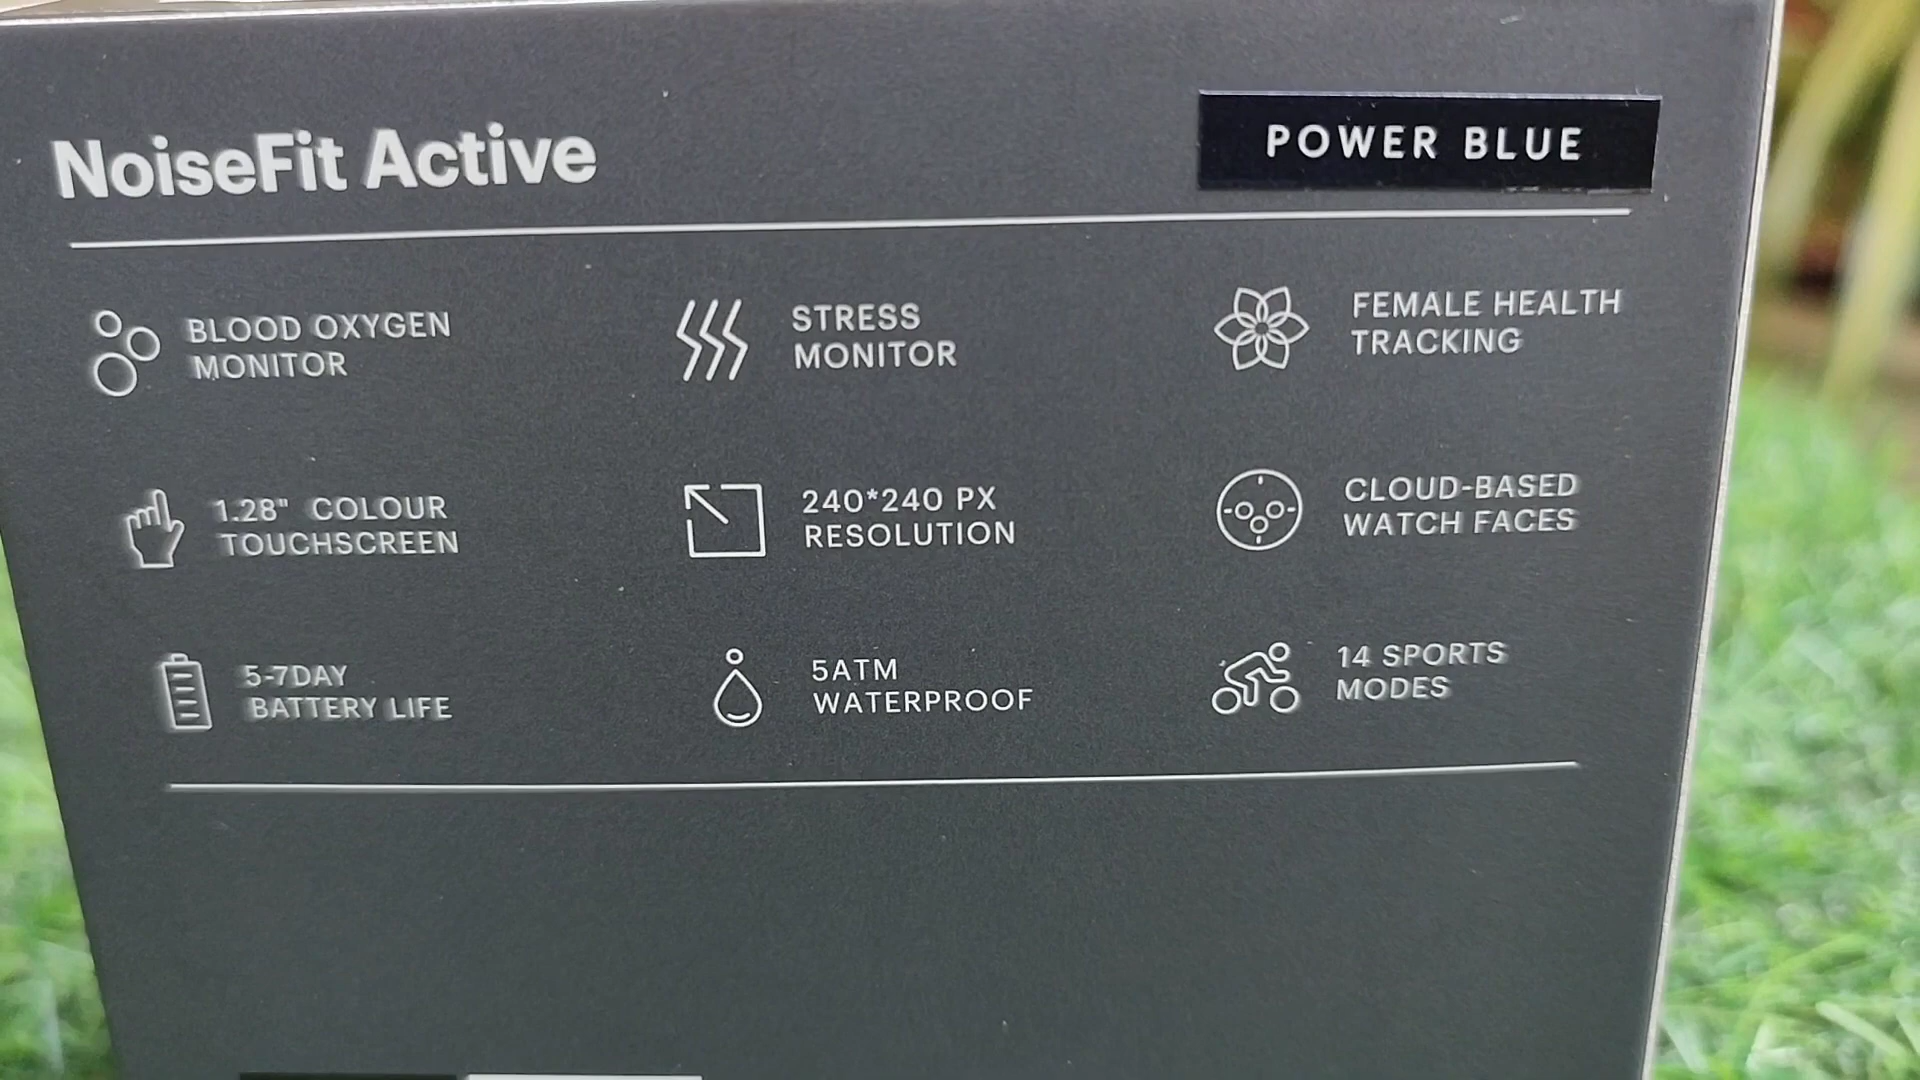 NoiseFit Active
POWER BLUE
BLOOD OXYGEN
MONITOR
STRESS
MONITOR
FEMALE HEALTH
TRACKING
1.28" COLOUR
TOUCHSCREEN
240*240 PX
RESOLUTION
CLOUD-BASED
WATCH FACES
5-7DAY
BATTERY LIFE
5ATM
WATERPROOF
14 SPORTS
MODES